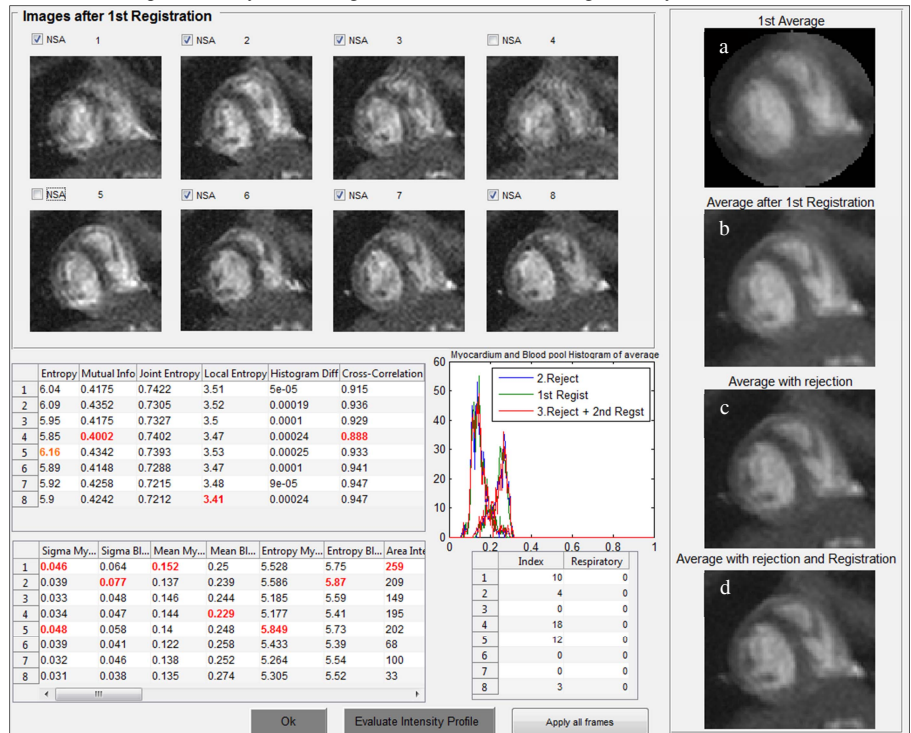 Images after 1st Registration
NSA 1
NSA 2
NSA 3
NSA 4
NSA 5
NSA 6
NSA 7
NSA 8
Entropy Mutual Info Joint Entropy Local Entropy Histogram Diff Cross-Correlation
1 6.04 0.4175 0.7422 3.51 5e-05 0.915
2 6.09 0.4352 0.7305 3.52 0.00019 0.936
3 5.95 0.4175 0.7327 3.5 0.0001 0.929
4 5.85 0.4002 0.7402 3.47 0.00024 0.888
5 6.16 0.4342 0.7393 3.53 0.00025 0.933
6 5.89 0.4148 0.7288 3.47 0.0001 0.941
7 5.92 0.4258 0.7215 3.48 9e-05 0.947
8 5.9 0.4242 0.7212 3.41 0.00024 0.947
Myocardium and Blood pool Histogram of average
60
50
40
30
20
10
0
0 0.2 0.4 0.6 0.8 1
2.Reject
1st Regist
3.Reject + 2nd Regst
Sigma My... Sigma Bl... Mean My... Mean Bl... Entropy My... Entropy Bl... Area Inte
1 0.046 0.064 0.152 0.25 5.528 5.75 259
2 0.039 0.077 0.137 0.239 5.586 5.87 209
3 0.033 0.048 0.146 0.244 5.185 5.59 149
4 0.034 0.047 0.144 0.229 5.177 5.41 195
5 0.048 0.058 0.14 0.248 5.849 5.73 202
6 0.039 0.041 0.122 0.258 5.433 5.39 68
7 0.032 0.046 0.138 0.252 5.264 5.54 100
8 0.031 0.038 0.135 0.274 5.305 5.52 33
Index Respiratory
1 10 0
2 4 0
3 0 0
4 18 0
5 12 0
6 0 0
7 0 0
8 3 0
Ok
Evaluate Intensity Profile
Apply all frames
1st Average
a
Average after 1st Registration
b
Average with rejection
c
Average with rejection and Registration
d